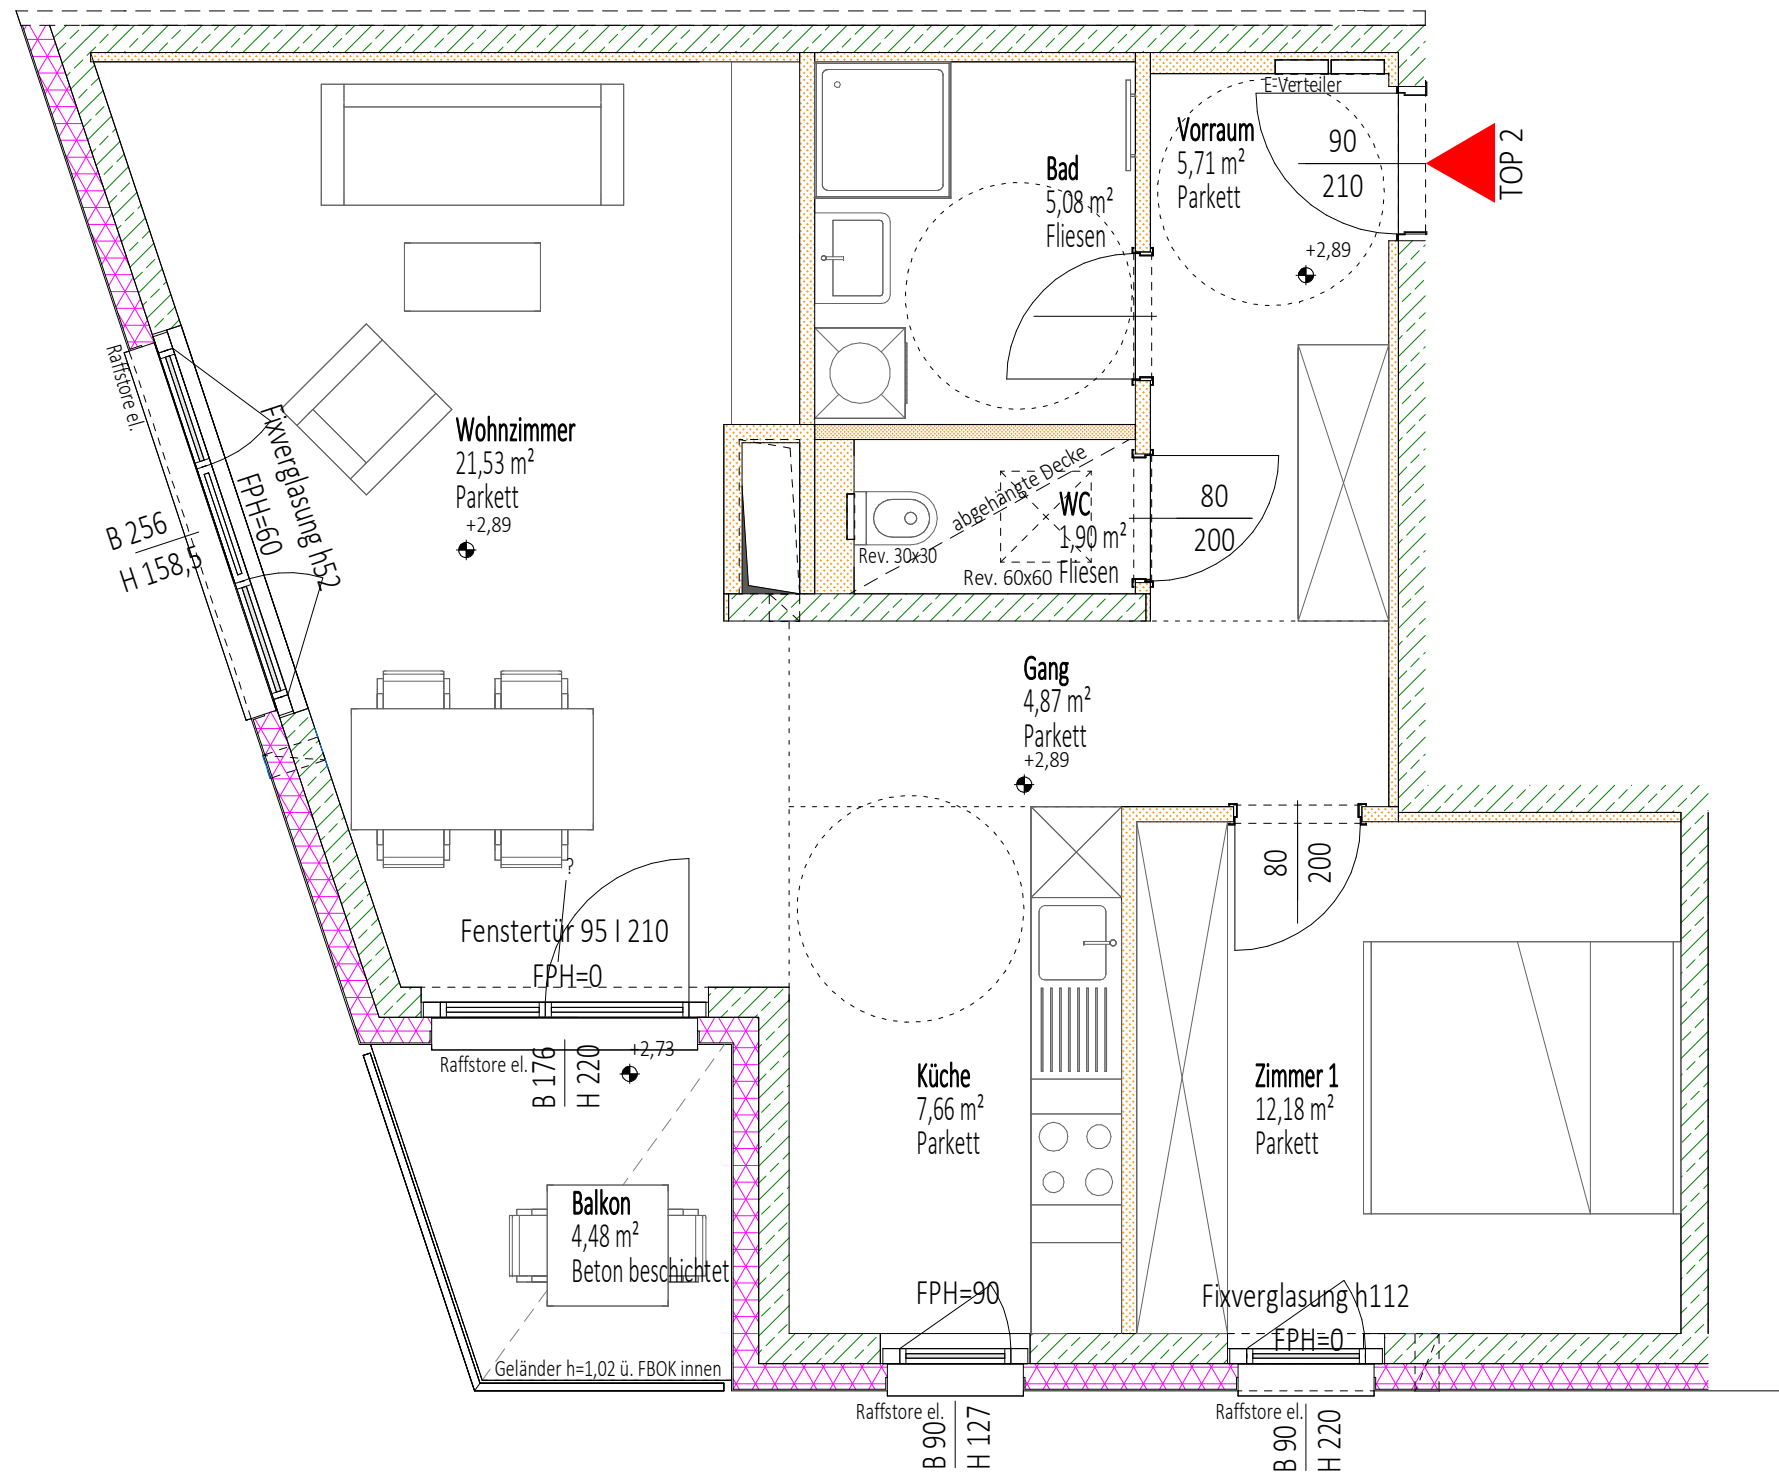 E-Verteiler
Vorraum
5,71 m²
Parkett
90
210
TOP 2
+2,89
Bad
5,08 m²
Fliesen
Raffstore el.
Fixverglasung h52
FPH=60
B 256
H 158,5
Wohnzimmer
21,53 m²
Parkett
+2,89
abgehängte Decke
WC
1,90 m²
Fliesen
Rev. 30x30
Rev. 60x60
80
200
Gang
4,87 m²
Parkett
+2,89
80
200
?
Fenstertür 95 I 210
FPH=0
Raffstore el.
B 176
H 220
+2,73
Küche
7,66 m²
Parkett
Zimmer 1
12,18 m²
Parkett
Balkon
4,48 m²
Beton beschichtet
Geländer h=1,02 ü. FBOK innen
FPH=90
Fixverglasung h112
FPH=0
Raffstore el.
B 90
H 127
Raffstore el.
B 90
H 220